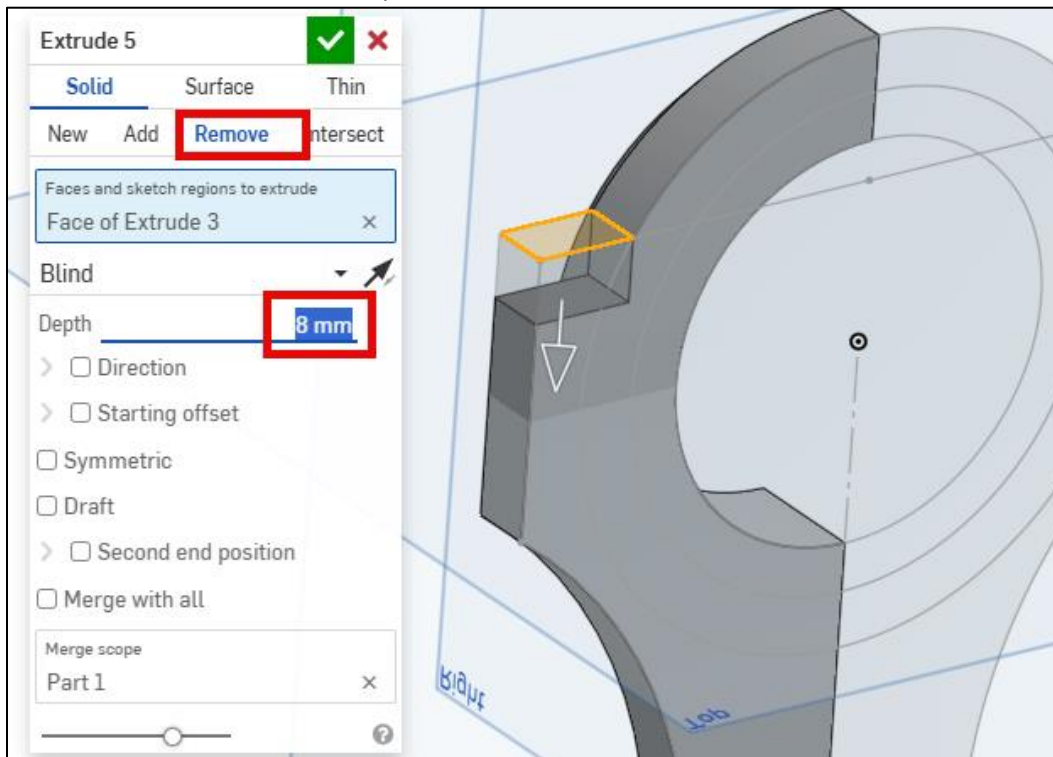 Extrude 5
Solid Surface Thin
New Add Remove ntersect
Faces and sketch regions to extrude
Face of Extrude 3
Blind
Depth 8 mm
Direction
Starting offset
Symmetric
Draft
Second end position
Merge with all
Merge scope
Part 1
Right
Top